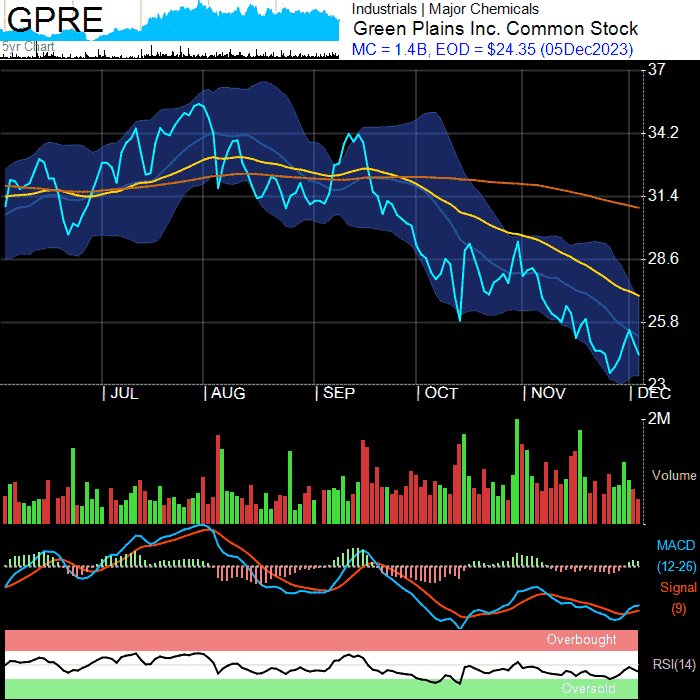 GPRE
5yr Chart
Industrials | Major Chemicals
Green Plains Inc. Common Stock
MC = 1.4B, EOD = $24.35 (05Dec2023)
37
34.2
31.4
28.6
25.8
23
| JUL | AUG | SEP | OCT | NOV | DEC
2M
Volume
MACD
(12-26)
Signal
(9)
Overbought
RSI(14)
Oversold